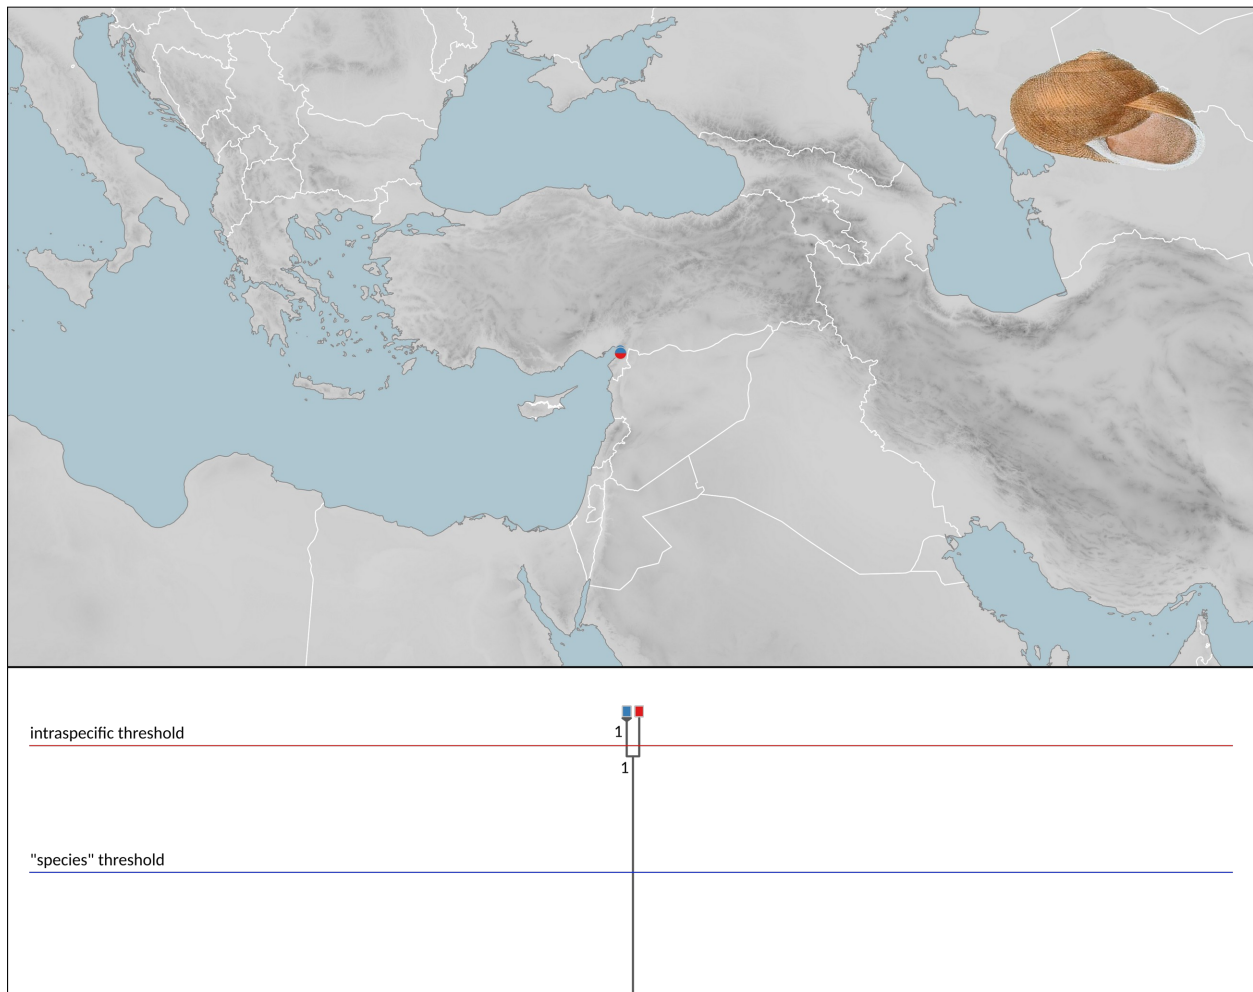 intraspecific threshold
1
1
"species" threshold